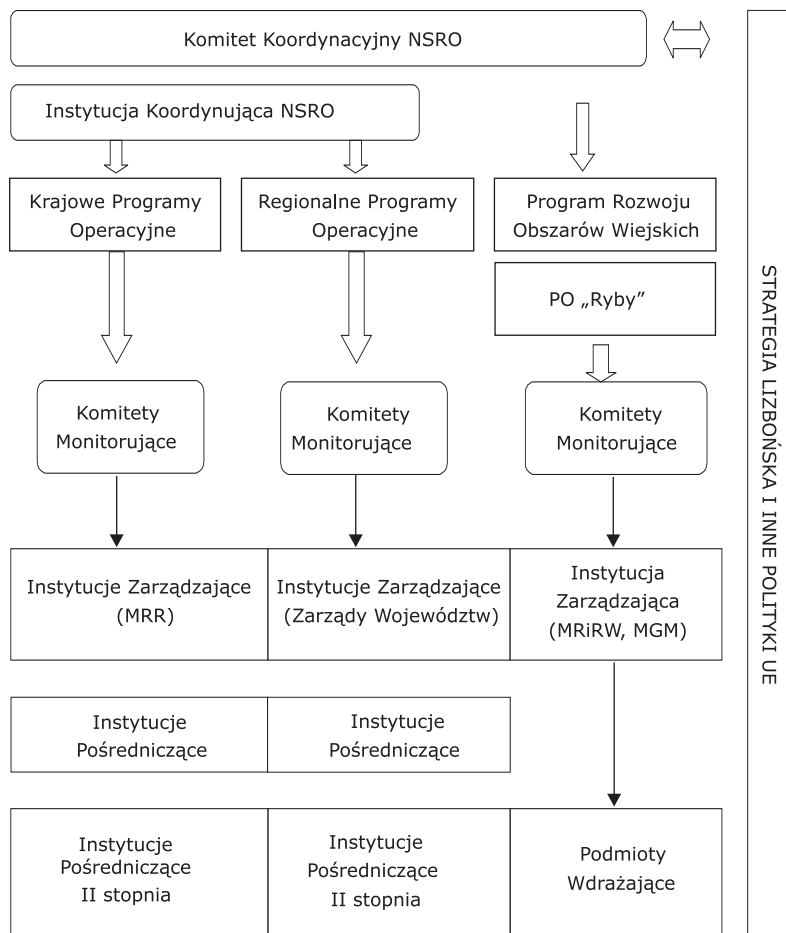 Komitet Koordynacyjny NSRO
Instytucja Koordynująca NSRO
Krajowe Programy
Operacyjne
Regionalne Programy
Operacyjne
Program Rozwoju
Obszarów Wiejskich
PO „Ryby”
Komitety
Monitorujące
Komitety
Monitorujące
Komitety
Monitorujące
Instytucje Zarządzające
(MRR)
Instytucje Zarządzające
(Zarządy Województw)
Instytucja
Zarządzająca
(MRiRW, MGM)
Instytucje
Pośredniczące
Instytucje
Pośredniczące
Instytucje
Pośredniczące
II stopnia
Instytucje
Pośredniczące
II stopnia
Podmioty
Wdrażające
STRATEGIA LIZBOŃSKA I INNE POLITYKI UE